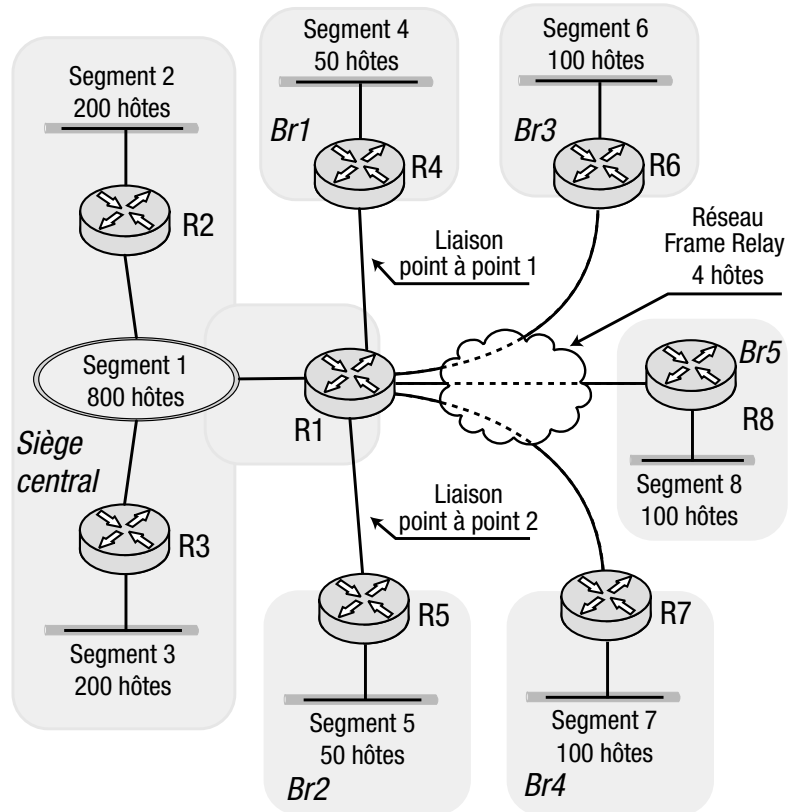 Segment 2
200 hôtes
R2
Segment 1
800 hôtes
Siège
central
R3
Segment 3
200 hôtes
Segment 4
50 hôtes
Br1
R4
Liaison
point à point 1
R1
Liaison
point à point 2
R5
Segment 5
50 hôtes
Br2
Segment 6
100 hôtes
Br3
R6
Réseau
Frame Relay
4 hôtes
Br5
R8
Segment 8
100 hôtes
R7
Segment 7
100 hôtes
Br4